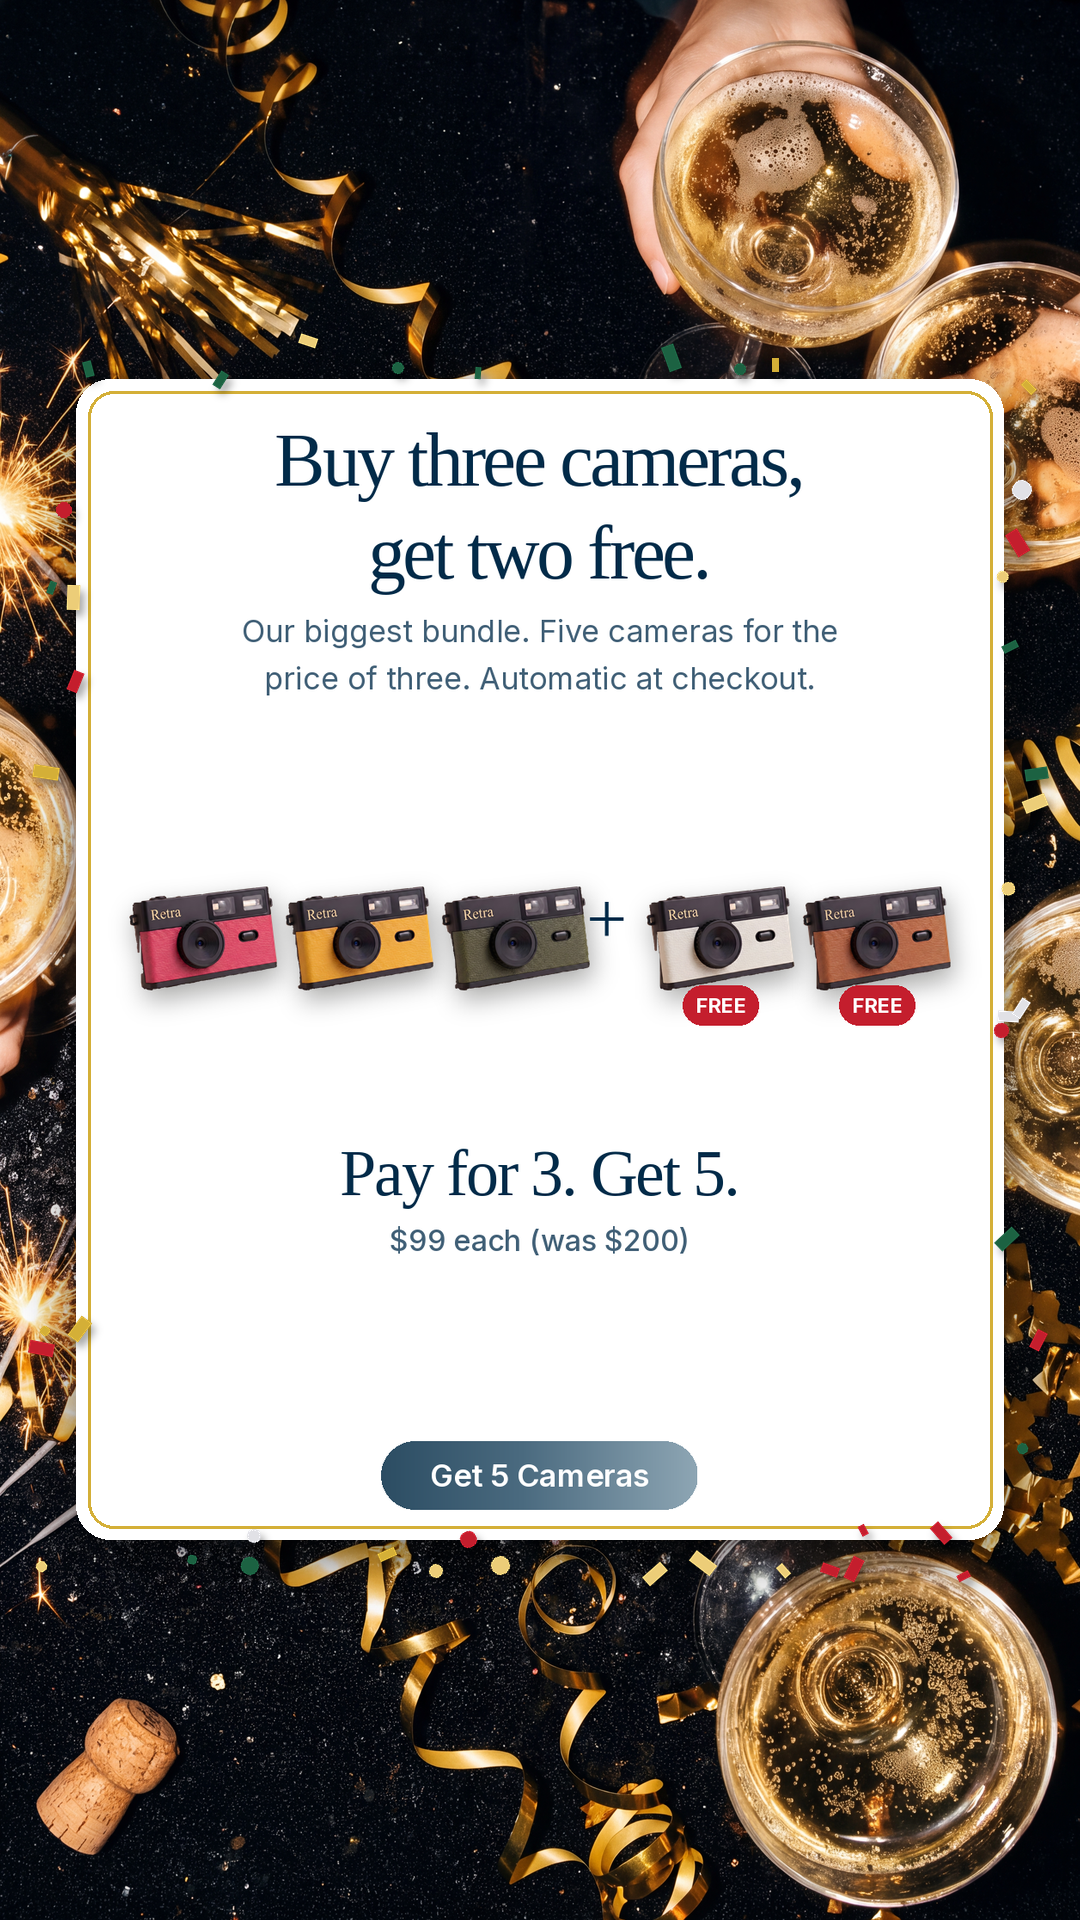 Buy three cameras,
get two free.
Our biggest bundle. Five cameras for the
price of three. Automatic at checkout.
Retra
Retra
Retra
+
Retra
Retra
FREE
FREE
Pay for 3. Get 5.
$99 each (was $200)
Get 5 Cameras